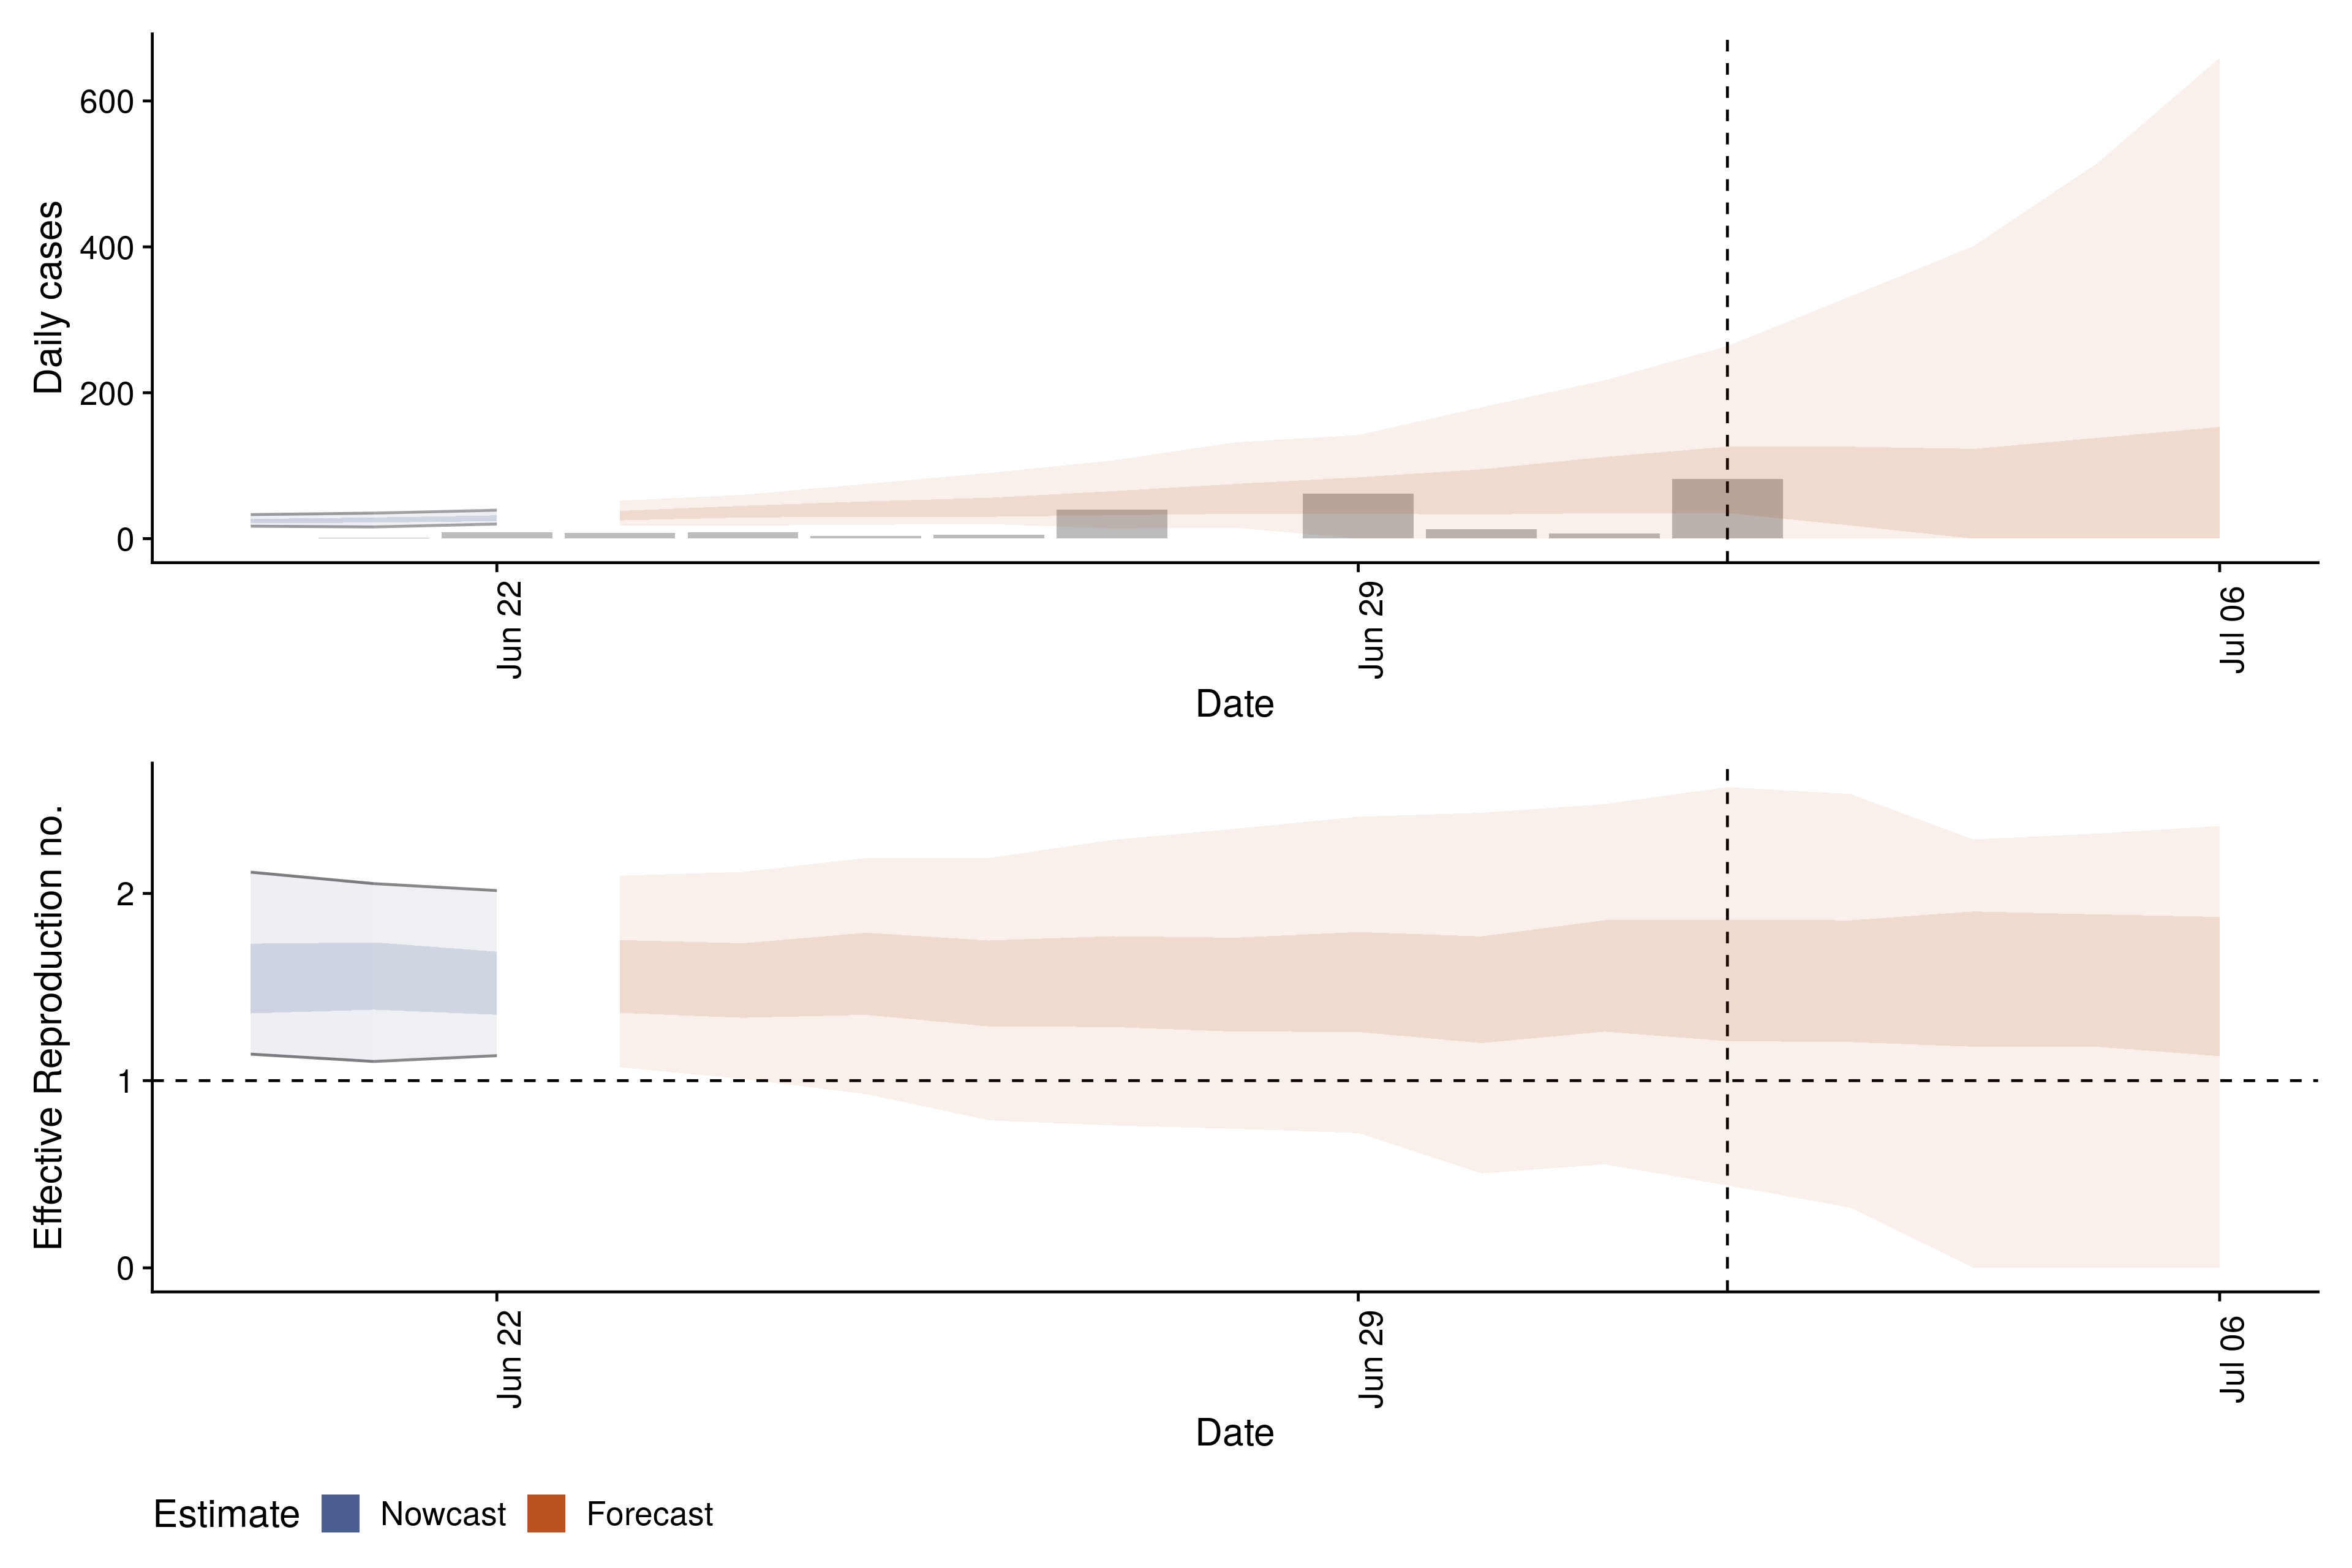 600
400
200
0
Daily cases
Jun 22
Jun 29
Jul 06
Date
2
1
0
Effective Reproduction no.
Jun 22
Jun 29
Jul 06
Date
Estimate Nowcast Forecast